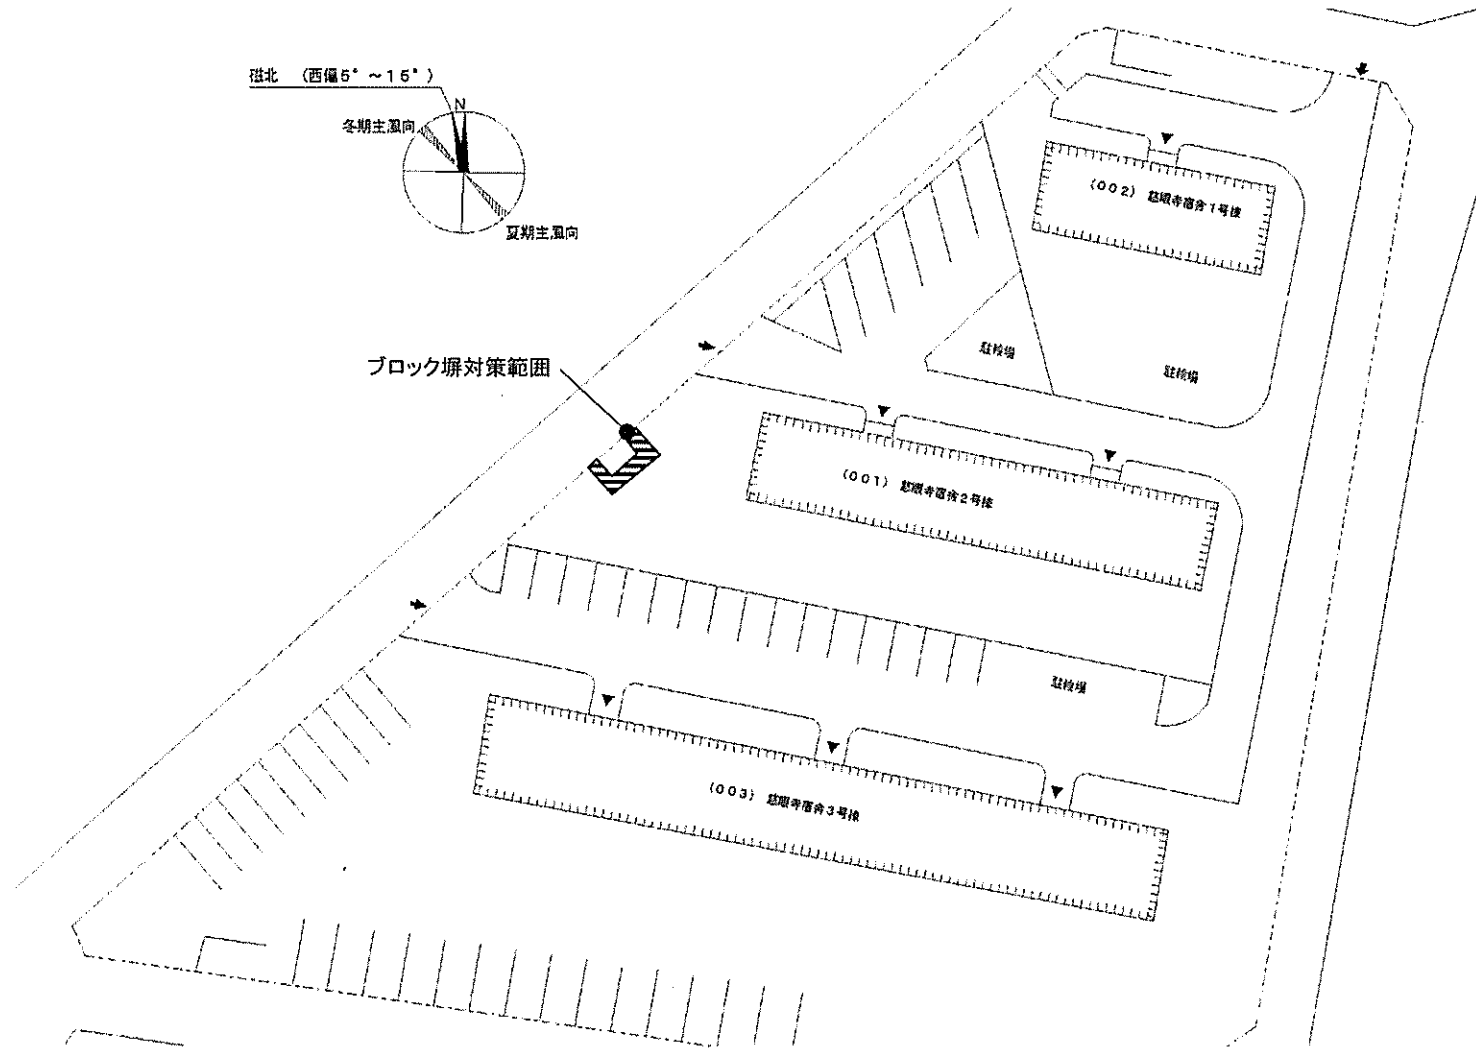 磁北 （西偏5°～15°）
N
冬期主風向
夏期主風向
ブロック塀対策範囲
(002) 慈眼寺宿舎1号棟
駐輪場
駐輪場
(001) 慈眼寺宿舎2号棟
駐輪場
(003) 慈眼寺宿舎3号棟